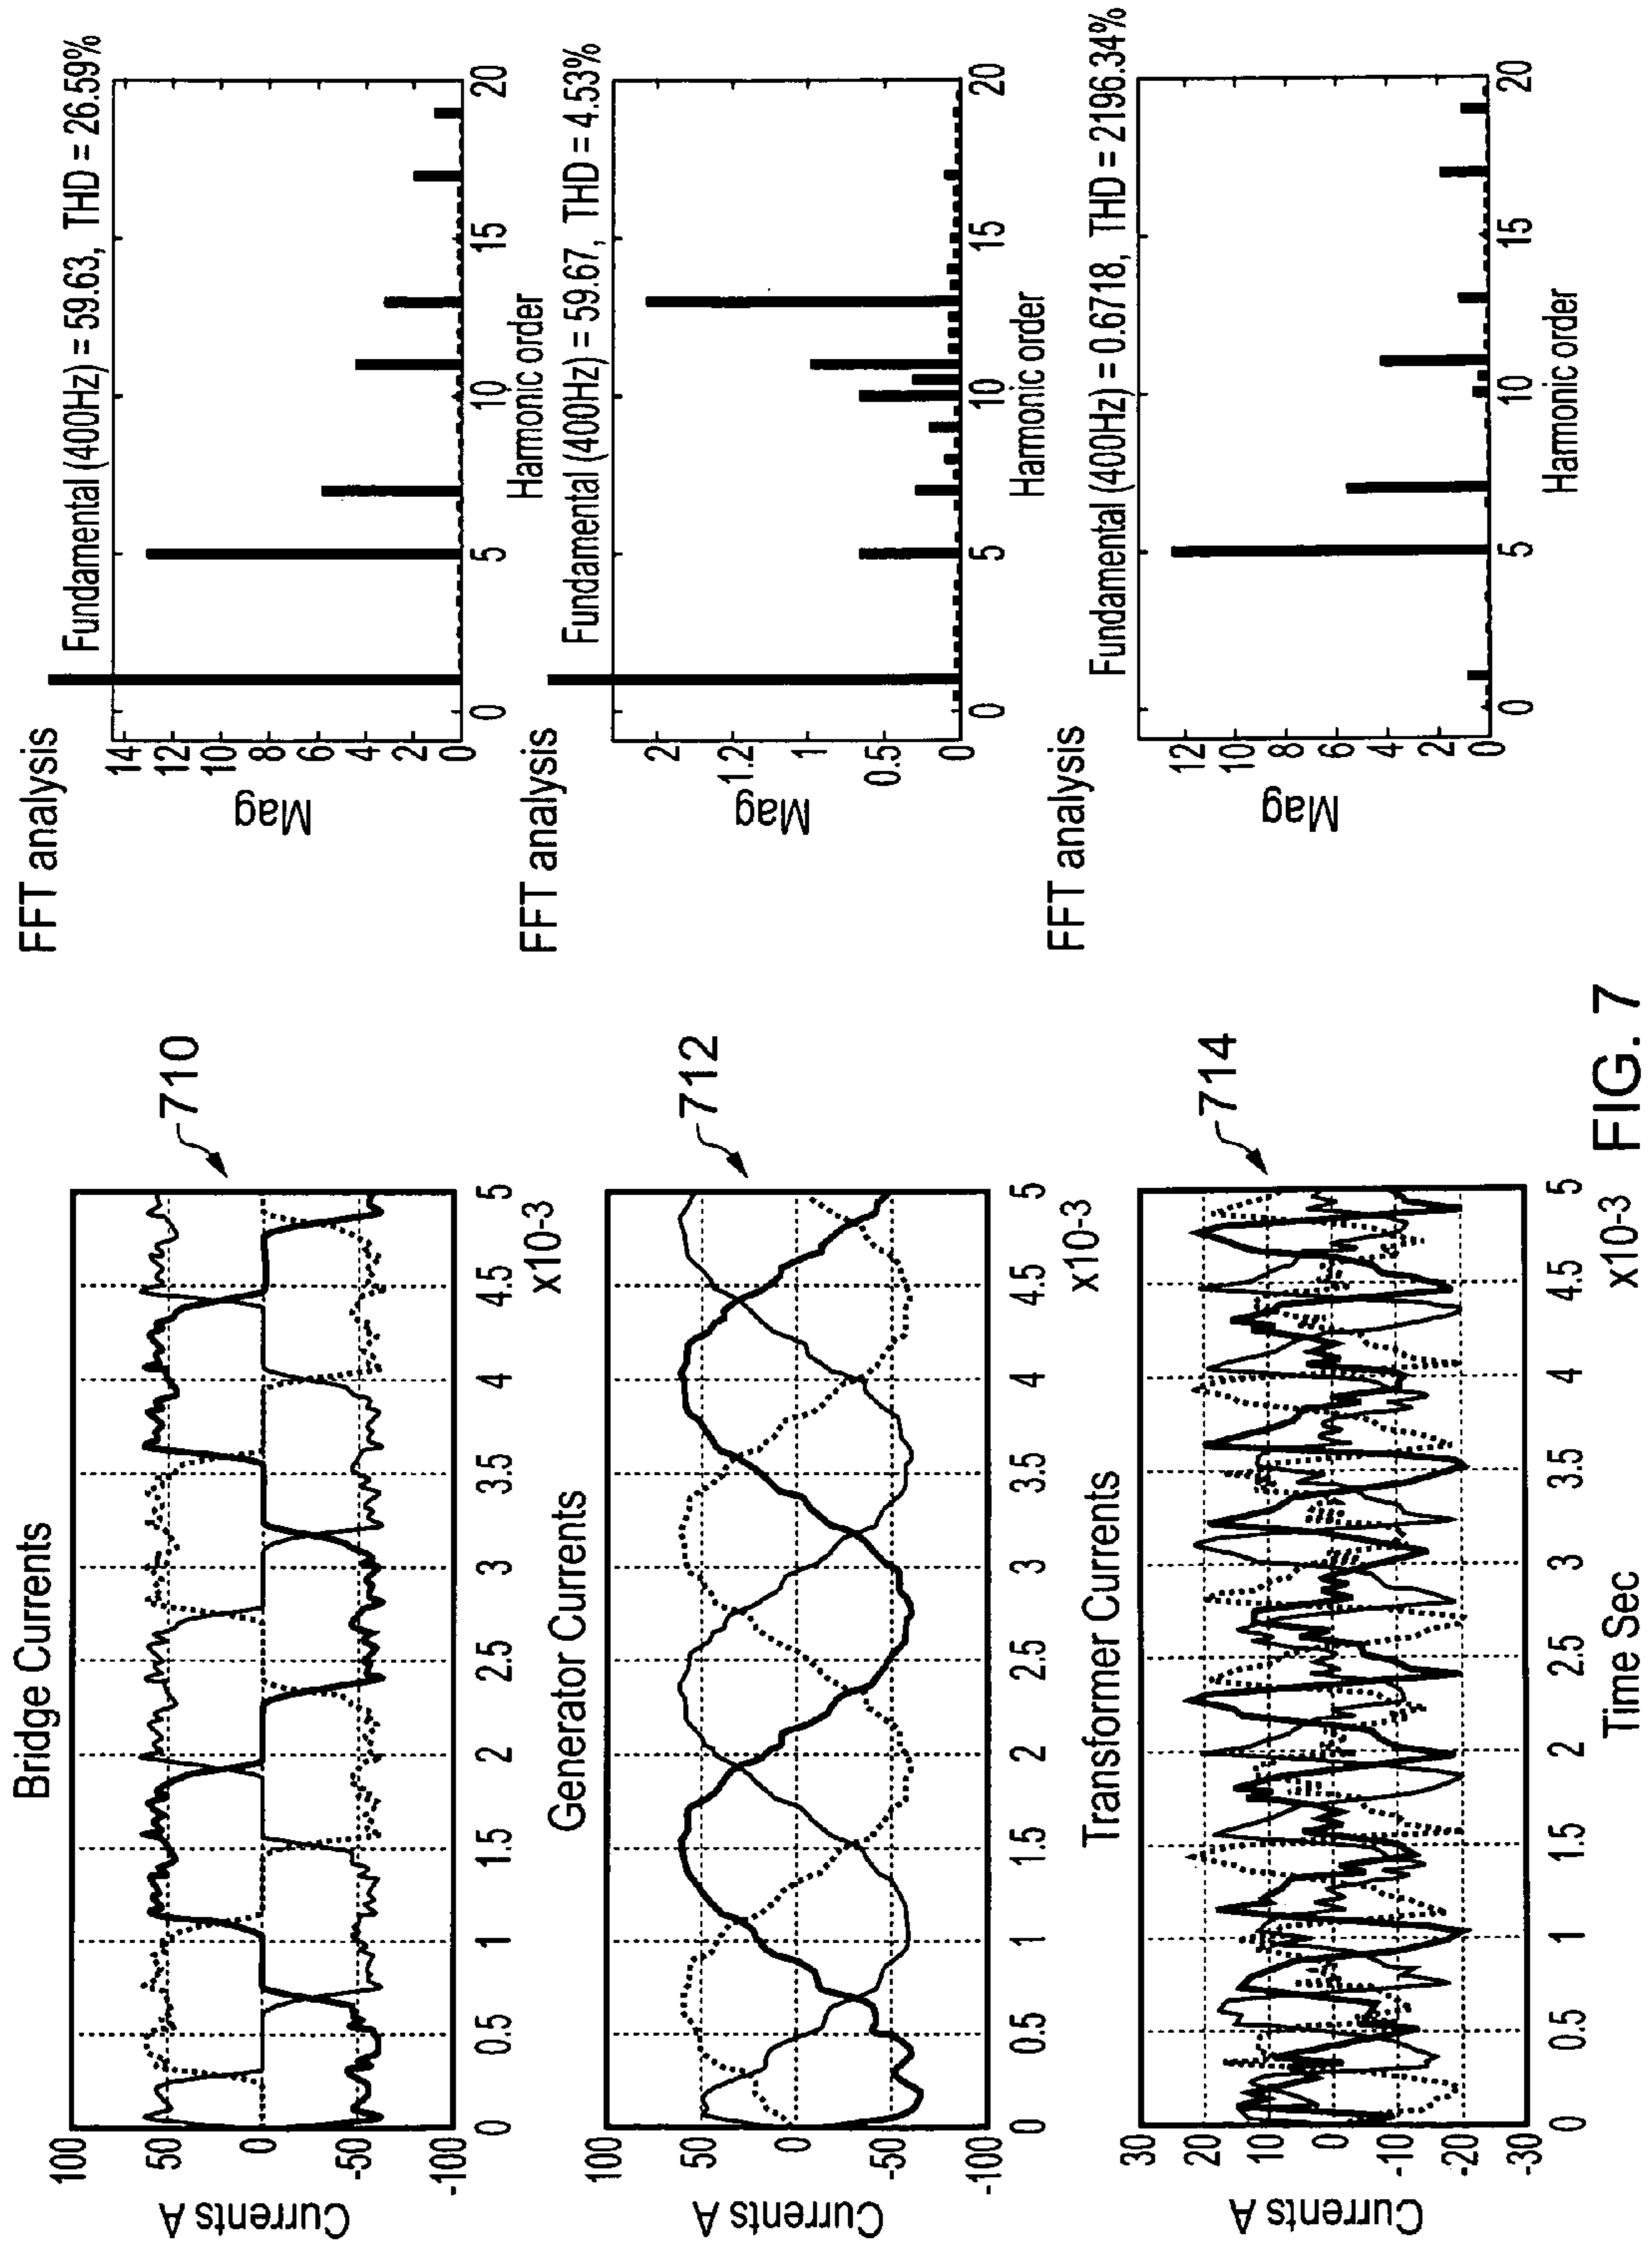 Bridge Currents
Currents A
100
50
0
-50
-100
0 0.5 1 1.5 2 2.5 3 3.5 4 4.5 5
x10-3
710
FFT analysis
Fundamental (400Hz) = 59.63, THD = 26.59%
Mag
14
12
10
8
6
4
2
0
0 5 10 15 20
Harmonic order
Generator Currents
Currents A
100
50
0
-50
-100
0 0.5 1 1.5 2 2.5 3 3.5 4 4.5 5
x10-3
712
FFT analysis
Fundamental (400Hz) = 59.67, THD = 4.53%
Mag
2
1.2
1
0.5
0
0 5 10 15 20
Harmonic order
Transformer Currents
Currents A
30
20
10
0
-10
-20
-30
0 0.5 1 1.5 2 2.5 3 3.5 4 4.5 5
x10-3
Time Sec
714
FFT analysis
Fundamental (400Hz) = 0.6718, THD = 2196.34%
Mag
12
10
8
6
4
2
0
0 5 10 15 20
Harmonic order
FIG. 7